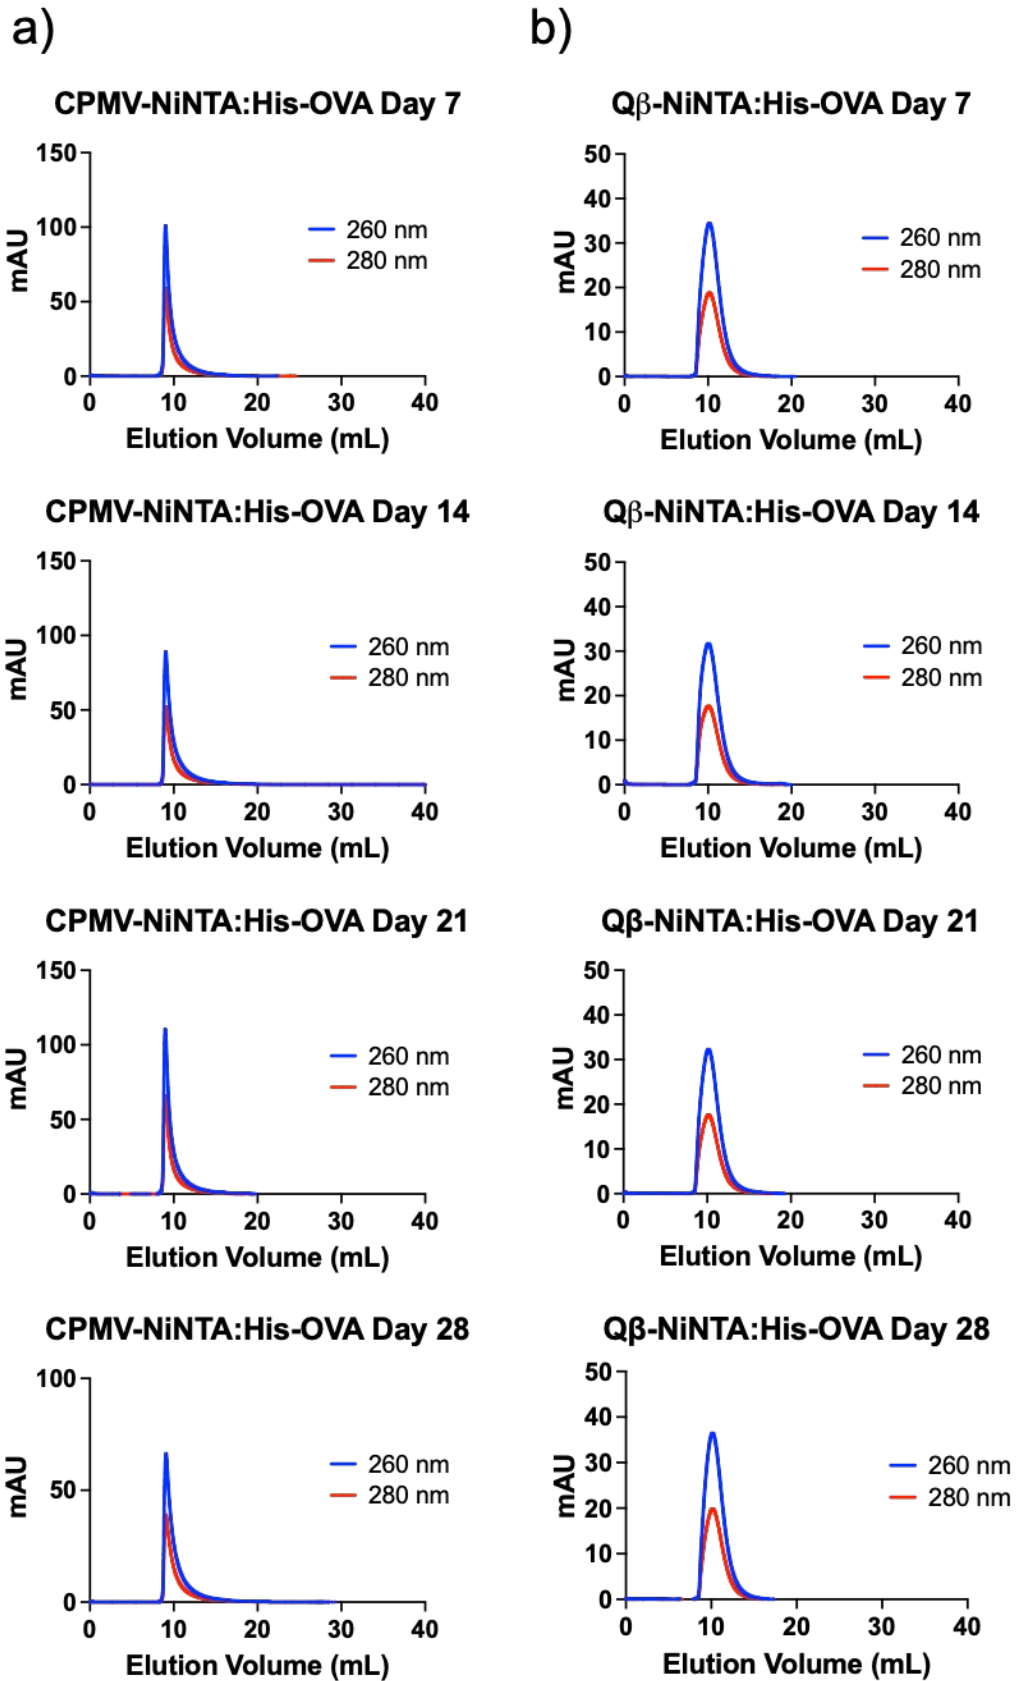 a)
b)
CPMV-NiNTA:His-OVA Day 7
150
100
50
0
mAU
260 nm
280 nm
0 10 20 30 40
Elution Volume (mL)
Qβ-NiNTA:His-OVA Day 7
50
40
30
20
10
0
mAU
260 nm
280 nm
0 10 20 30 40
Elution Volume (mL)
CPMV-NiNTA:His-OVA Day 14
150
100
50
0
mAU
260 nm
280 nm
0 10 20 30 40
Elution Volume (mL)
Qβ-NiNTA:His-OVA Day 14
50
40
30
20
10
0
mAU
260 nm
280 nm
0 10 20 30 40
Elution Volume (mL)
CPMV-NiNTA:His-OVA Day 21
150
100
50
0
mAU
260 nm
280 nm
0 10 20 30 40
Elution Volume (mL)
Qβ-NiNTA:His-OVA Day 21
50
40
30
20
10
0
mAU
260 nm
280 nm
0 10 20 30 40
Elution Volume (mL)
CPMV-NiNTA:His-OVA Day 28
100
50
0
mAU
260 nm
280 nm
0 10 20 30 40
Elution Volume (mL)
Qβ-NiNTA:His-OVA Day 28
50
40
30
20
10
0
mAU
260 nm
280 nm
0 10 20 30 40
Elution Volume (mL)